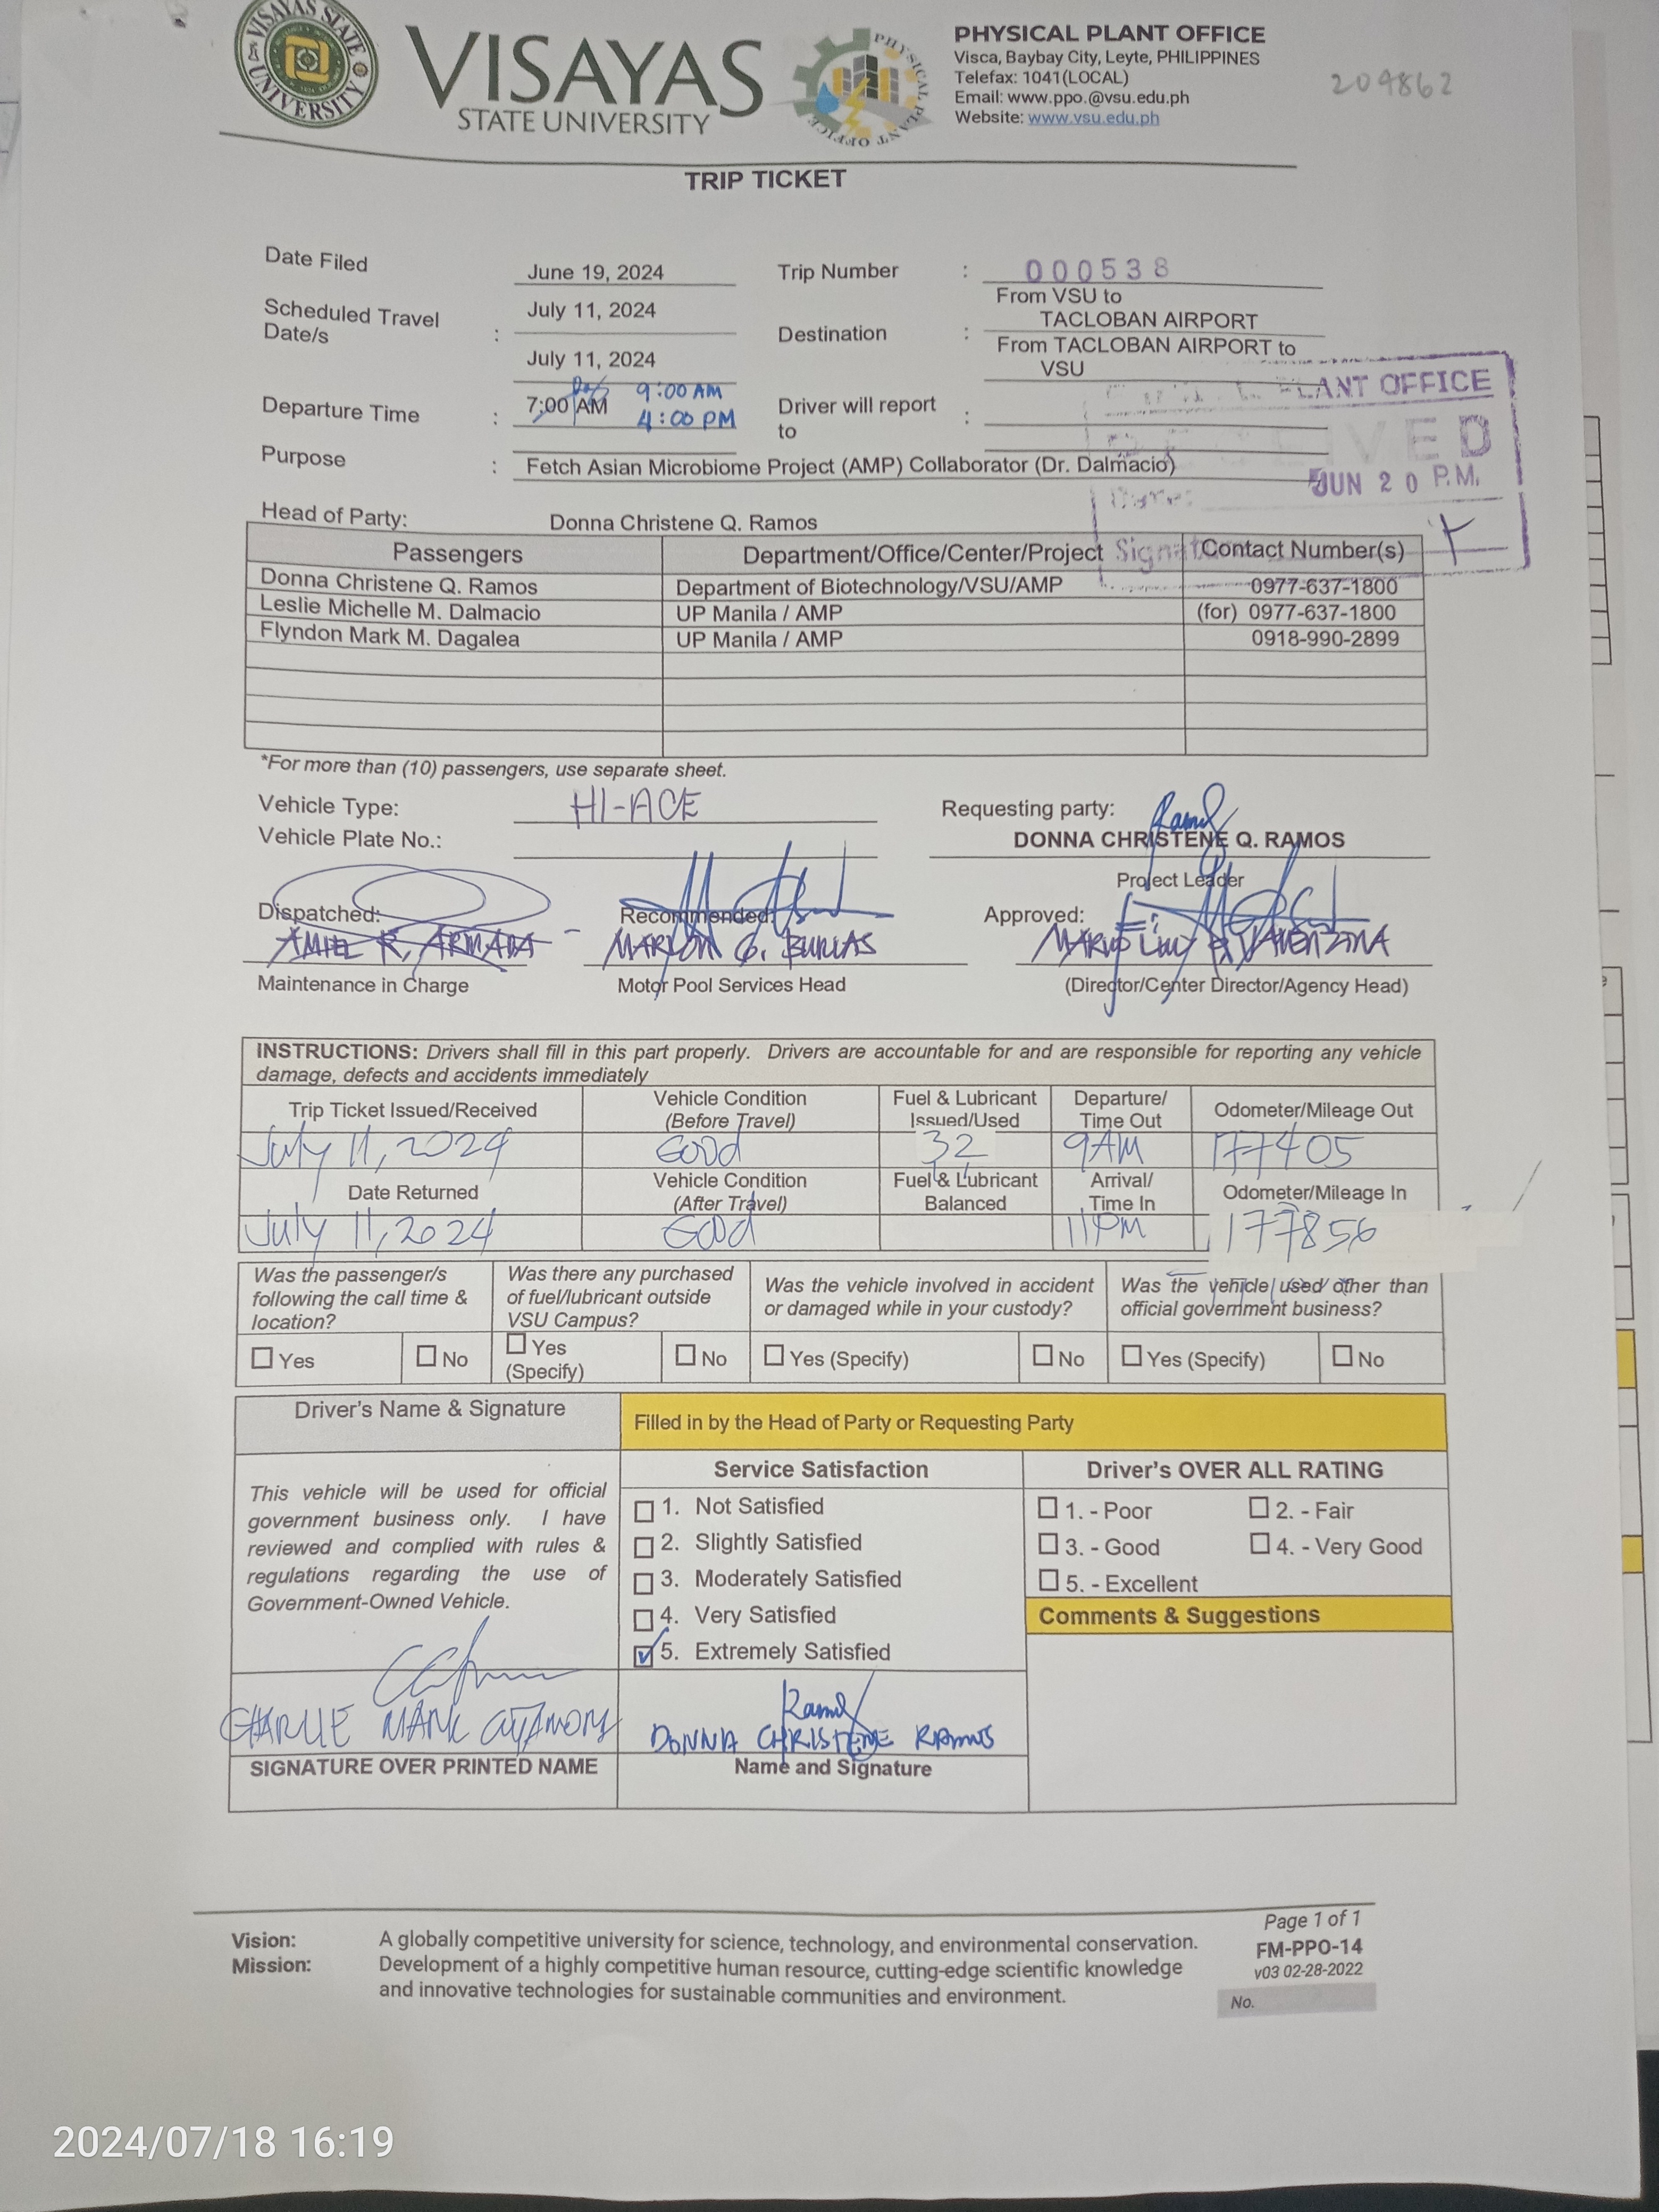 VISAYAS STATE UNIVERSITY
VISAYAS
STATE UNIVERSITY
PHYSICAL PLANT OFFICE
PHYSICAL PLANT OFFICE
Visca, Baybay City, Leyte, PHILIPPINES
Telefax: 1041(LOCAL)
Email: www.ppo.@vsu.edu.ph
Website: www.vsu.edu.ph
209862
TRIP TICKET
Date Filed June 19, 2024 Trip Number : 000538
Scheduled Travel Date/s : July 11, 2024
July 11, 2024
Destination : From VSU to
TACLOBAN AIRPORT
From TACLOBAN AIRPORT to
VSU
Departure Time : 7:00 AM 9:00 AM
4:00 PM
Driver will report to :
PLANT OFFICE
RECEIVED
JUN 20 P.M.
Date:
Purpose : Fetch Asian Microbiome Project (AMP) Collaborator (Dr. Dalmacio)
Head of Party: Donna Christene Q. Ramos
Passengers Department/Office/Center/Project Contact Number(s)
Donna Christene Q. Ramos Department of Biotechnology/VSU/AMP 0977-637-1800
Leslie Michelle M. Dalmacio UP Manila / AMP (for) 0977-637-1800
Flyndon Mark M. Dagalea UP Manila / AMP 0918-990-2899
*For more than (10) passengers, use separate sheet.
Vehicle Type: HI-ACE Requesting party:
Vehicle Plate No.: DONNA CHRISTENE Q. RAMOS
Project Leader
Dispatched: Recommended: Approved:
AMIEL R. ARMADA MARLON G. BURLAS MARIO LILIO VALENZONA
Maintenance in Charge Motor Pool Services Head (Director/Center Director/Agency Head)
INSTRUCTIONS: Drivers shall fill in this part properly. Drivers are accountable for and are responsible for reporting any vehicle
damage, defects and accidents immediately
Trip Ticket Issued/Received Vehicle Condition (Before Travel) Fuel & Lubricant Issued/Used Departure/ Time Out Odometer/Mileage Out
July 11, 2024 Good 32 9AM 177405
Date Returned Vehicle Condition (After Travel) Fuel & Lubricant Balanced Arrival/ Time In Odometer/Mileage In
July 11, 2024 Good 11PM 177856
Was the passenger/s following the call time & location? Was there any purchased of fuel/lubricant outside VSU Campus? Was the vehicle involved in accident or damaged while in your custody? Was the vehicle used other than official government business?
☐ Yes ☐ No ☐ Yes (Specify) ☐ No ☐ Yes (Specify) ☐ No ☐ Yes (Specify) ☐ No
Driver's Name & Signature Filled in by the Head of Party or Requesting Party
Service Satisfaction Driver's OVER ALL RATING
This vehicle will be used for official
government business only. I have
reviewed and complied with rules &
regulations regarding the use of
Government-Owned Vehicle.
☐ 1. Not Satisfied
☐ 2. Slightly Satisfied
☐ 3. Moderately Satisfied
☐ 4. Very Satisfied
☑ 5. Extremely Satisfied
☐ 1. - Poor ☐ 2. - Fair
☐ 3. - Good ☐ 4. - Very Good
☐ 5. - Excellent
Comments & Suggestions
CHARLIE MARK
DONNA CHRISTENE RAMOS
SIGNATURE OVER PRINTED NAME Name and Signature
Vision: A globally competitive university for science, technology, and environmental conservation.
Mission: Development of a highly competitive human resource, cutting-edge scientific knowledge
and innovative technologies for sustainable communities and environment.
Page 1 of 1
FM-PPO-14
v03 02-28-2022
No.
2024/07/18 16:19